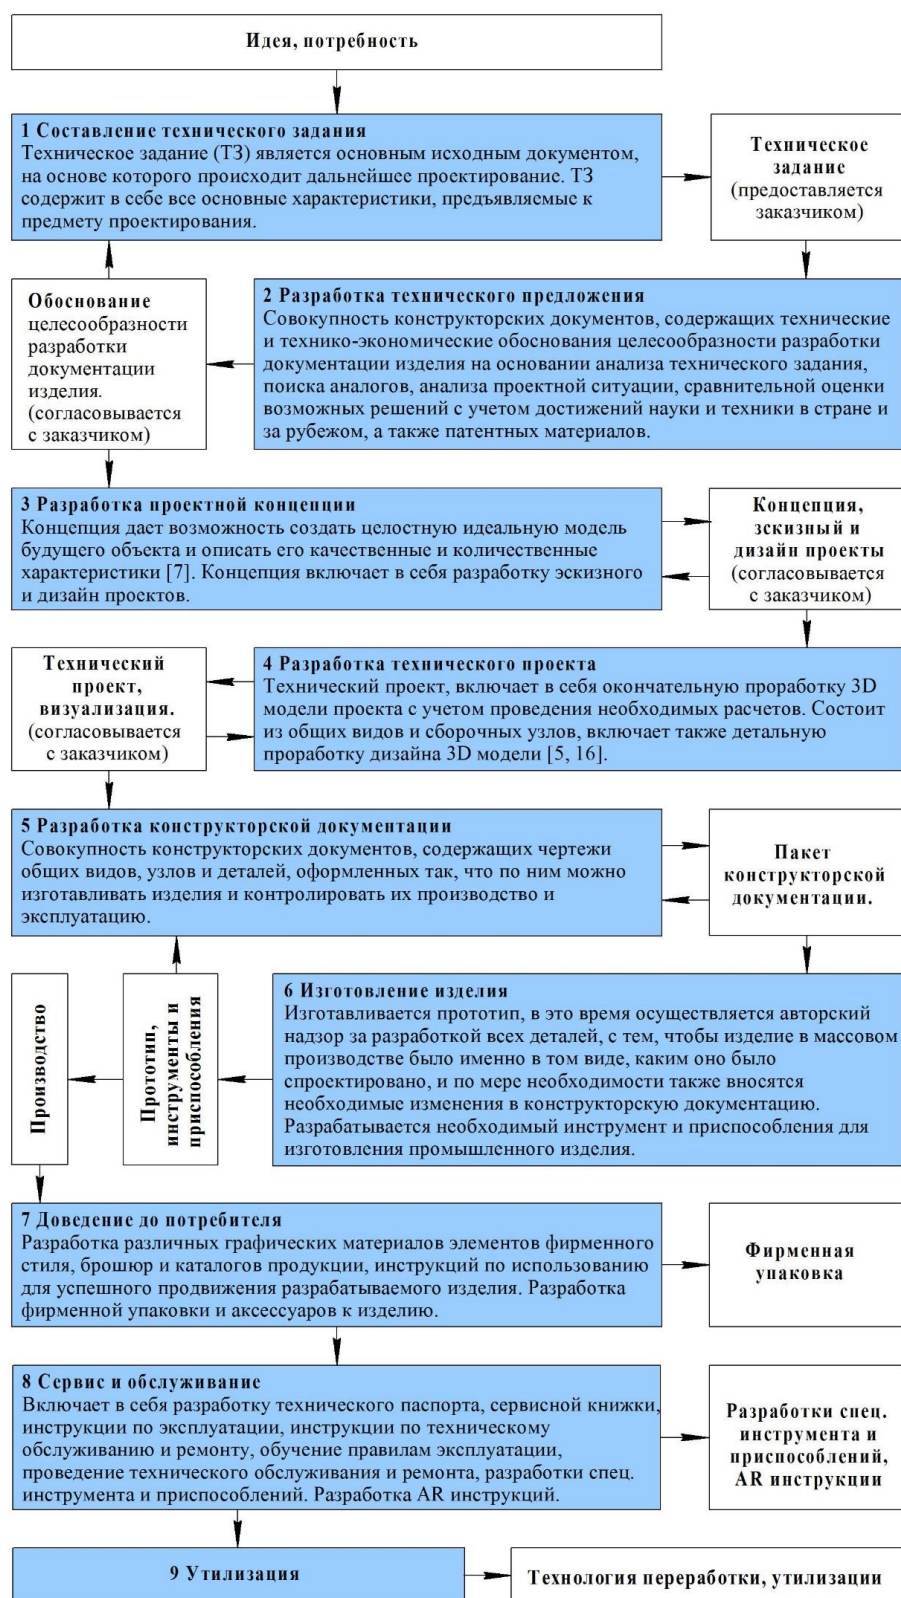 Идея, потребность
1 Составление технического задания
Техническое задание (ТЗ) является основным исходным документом,
на основе которого происходит дальнейшее проектирование. ТЗ
содержит в себе все основные характеристики, предъявляемые к
предмету проектирования.
Техническое
задание
(предоставляется
заказчиком)
Обоснование
целесообразности
разработки
документации
изделия.
(согласовывается
с заказчиком)
2 Разработка технического предложения
Совокупность конструкторских документов, содержащих технические
и технико-экономические обоснования целесообразности разработки
документации изделия на основании анализа технического задания,
поиска аналогов, анализа проектной ситуации, сравнительной оценки
возможных решений с учетом достижений науки и техники в стране и
за рубежом, а также патентных материалов.
3 Разработка проектной концепции
Концепция дает возможность создать целостную идеальную модель
будущего объекта и описать его качественные и количественные
характеристики [7]. Концепция включает в себя разработку эскизного
и дизайн проектов.
Концепция,
эскизный и
дизайн проекты
(согласовывается
с заказчиком)
Технический
проект,
визуализация.
(согласовывается
с заказчиком)
4 Разработка технического проекта
Технический проект, включает в себя окончательную проработку 3D
модели проекта с учетом проведения необходимых расчетов. Состоит
из общих видов и сборочных узлов, включает также детальную
проработку дизайна 3D модели [5, 16].
5 Разработка конструкторской документации
Совокупность конструкторских документов, содержащих чертежи
общих видов, узлов и деталей, оформленных так, что по ним можно
изготавливать изделия и контролировать их производство и
эксплуатацию.
Пакет
конструкторской
документации.
Производство
Прототип,
инструменты и
приспособления
6 Изготовление изделия
Изготавливается прототип, в это время осуществляется авторский
надзор за разработкой всех деталей, с тем, чтобы изделие в массовом
производстве было именно в том виде, каким оно было
спроектировано, и по мере необходимости также вносятся
необходимые изменения в конструкторскую документацию.
Разрабатывается необходимый инструмент и приспособления для
изготовления промышленного изделия.
7 Доведение до потребителя
Разработка различных графических материалов элементов фирменного
стиля, брошюр и каталогов продукции, инструкций по использованию
для успешного продвижения разрабатываемого изделия. Разработка
фирменной упаковки и аксессуаров к изделию.
Фирменная
упаковка
8 Сервис и обслуживание
Включает в себя разработку технического паспорта, сервисной книжки,
инструкции по эксплуатации, инструкции по техническому
обслуживанию и ремонту, обучение правилам эксплуатации,
проведение технического обслуживания и ремонта, разработки спец.
инструмента и приспособлений. Разработка AR инструкций.
Разработки спец.
инструмента и
приспособлений,
AR инструкции
9 Утилизация
Технология переработки, утилизации